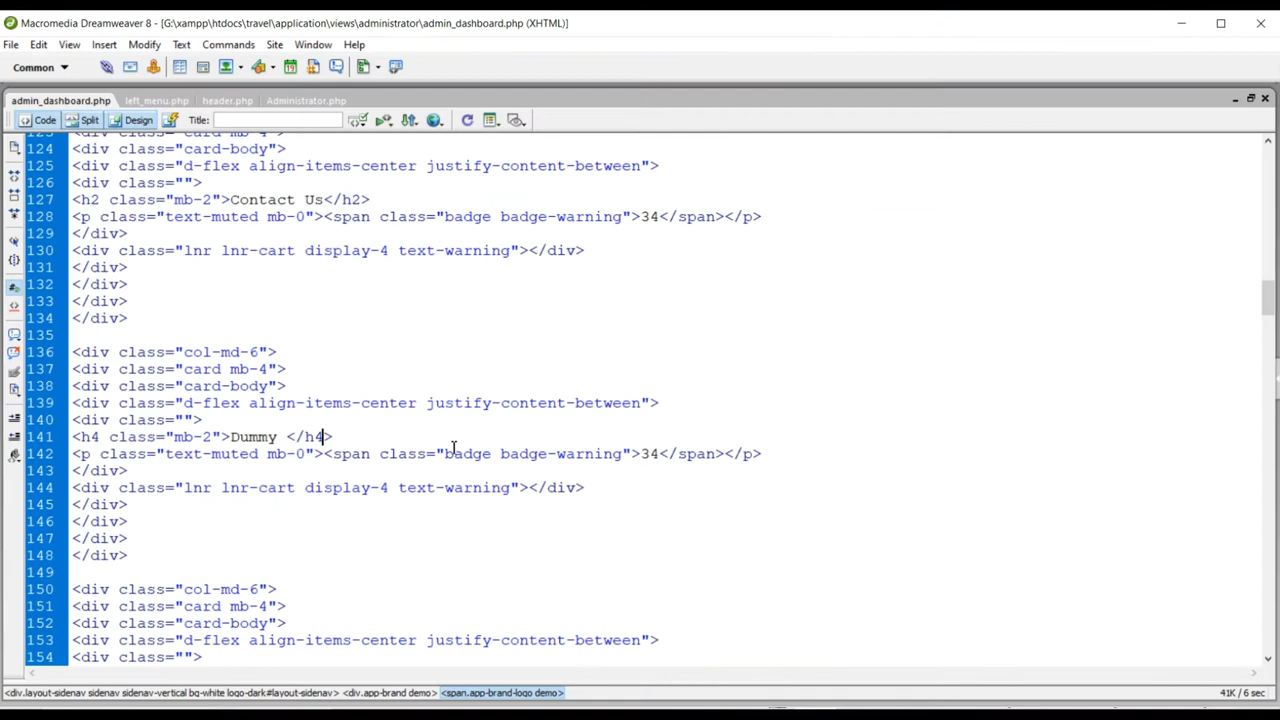 Macromedia Dreamweaver 8 - [G:\xampp\htdocs\travel\application\views\administrator\admin_dashboard.php (XHTML)]
File Edit View Insert Modify Text Commands Site Window Help
Common
admin_dashboard.php left_menu.php header.php Administrator.php
Code Split Design Title:
123 <div class="card mb-4">
124 <div class="card-body">
125 <div class="d-flex align-items-center justify-content-between">
126 <div class="">
127 <h2 class="mb-2">Contact Us</h2>
128 <p class="text-muted mb-0"><span class="badge badge-warning">34</span></p>
129 </div>
130 <div class="lnr lnr-cart display-4 text-warning"></div>
131 </div>
132 </div>
133 </div>
134 </div>
135
136 <div class="col-md-6">
137 <div class="card mb-4">
138 <div class="card-body">
139 <div class="d-flex align-items-center justify-content-between">
140 <div class="">
141 <h4 class="mb-2">Dummy </h4>
142 <p class="text-muted mb-0"><span class="badge badge-warning">34</span></p>
143 </div>
144 <div class="lnr lnr-cart display-4 text-warning"></div>
145 </div>
146 </div>
147 </div>
148 </div>
149
150 <div class="col-md-6">
151 <div class="card mb-4">
152 <div class="card-body">
153 <div class="d-flex align-items-center justify-content-between">
154 <div class="">
<div.layout-sidenav sidenav sidenav-vertical bg-white logo-dark#layout-sidenav> <div.app-brand demo> <span.app-brand-logo demo> 41K / 6 sec